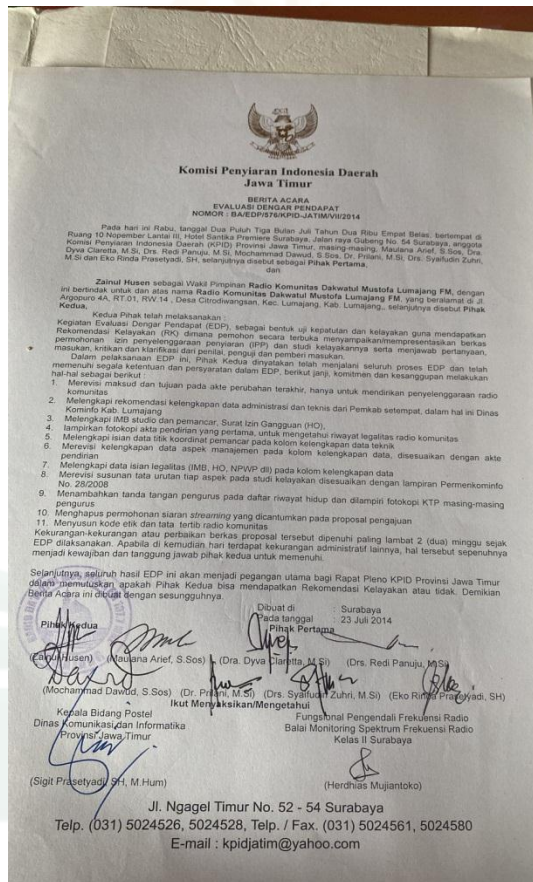 Komisi Penyiaran Indonesia Daerah
Jawa Timur
BERITA ACARA
EVALUASI DENGAR PENDAPAT
NOMOR : BA/EDP/576/KPID-JATIM/VII/2014
Pada hari ini Rabu, tanggal Dua Puluh Tiga Bulan Juli Tahun Dua Ribu Empat Belas, bertempat di
Ruang 10 Nopember Lantai III, Hotel Santika Premiere Surabaya, Jalan raya Gubeng No. 54 Surabaya, anggota
Komisi Penyiaran Indonesia Daerah (KPID) Provinsi Jawa Timur, masing-masing, Maulana Arief, S.Sos, Dra.
Dyva Claretta, M.Si, Drs. Redi Panuju, M.Si, Mochammad Dawud, S.Sos, Dr. Prilani, M.Si, Drs. Syaifudin Zuhri,
M.Si dan Eko Rinda Prasetyadi, SH, selanjutnya disebut sebagai Pihak Pertama,
dan
Zainul Husen sebagai Wakil Pimpinan Radio Komunitas Dakwatul Mustofa Lumajang FM, dengan
ini bertindak untuk dan atas nama Radio Komunitas Dakwatul Mustofa Lumajang FM, yang beralamat di Jl.
Argopuro 4A, RT.01, RW.14 , Desa Citrodiwangsan, Kec. Lumajang, Kab. Lumajang,, selanjutnya disebut Pihak
Kedua,
Kedua Pihak telah melaksanakan :
Kegiatan Evaluasi Dengar Pendapat (EDP), sebagai bentuk uji kepatutan dan kelayakan guna mendapatkan
Rekomendasi Kelayakan (RK) dimana pemohon secara terbuka menyampaikan/mempresentasikan berkas
permohonan izin penyelenggaraan penyiaran (IPP) dan studi kelayakannya serta menjawab pertanyaan,
masukan, kritikan dan klarifikasi dari penilai, penguji dan pemberi masukan.
Dalam pelaksanaan EDP ini, Pihak Kedua dinyatakan telah menjalani seluruh proses EDP dan telah
memenuhi segala ketentuan dan persyaratan dalam EDP, berikut janji, komitmen dan kesanggupan melakukan
hal-hal sebagai berikut :
1. Merevisi maksud dan tujuan pada akte perubahan terakhir, hanya untuk mendirikan penyelenggaraan radio
komunitas
2. Melengkapi rekomendasi kelengkapan data administrasi dan teknis dari Pemkab setempat, dalam hal ini Dinas
Kominfo Kab. Lumajang
3. Melengkapi IMB studio dan pemancar, Surat Izin Gangguan (HO),
4. lampirkan fotokopi akta pendirian yang pertama, untuk mengetahui riwayat legalitas radio komunitas
5. Melengkapi isian data titik koordinat pemancar pada kolom kelengkapan data teknik
6. Merevisi kelengkapan data aspek manajemen pada kolom kelengkapan data, disesuaikan dengan akte
pendirian
7. Melengkapi data isian legalitas (IMB, HO, NPWP dll) pada kolom kelengkapan data
8. Merevisi susunan tata urutan tiap aspek pada studi kelayakan disesuaikan dengan lampiran Permenkominfo
No. 28/2008
9. Menambahkan tanda tangan pengurus pada daftar riwayat hidup dan dilampiri fotokopi KTP masing-masing
pengurus
10. Menghapus permohonan siaran streaming yang dicantumkan pada proposal pengajuan
11. Menyusun kode etik dan tata tertib radio komunitas
Kekurangan-kekurangan atau perbaikan berkas proposal tersebut dipenuhi paling lambat 2 (dua) minggu sejak
EDP dilaksanakan. Apabila di kemudian hari terdapat kekurangan administratif lainnya, hal tersebut sepenuhnya
menjadi kewajiban dan tanggung jawab pihak kedua untuk memenuhi.
Selanjutnya, seluruh hasil EDP ini akan menjadi pegangan utama bagi Rapat Pleno KPID Provinsi Jawa Timur
dalam memutuskan apakah Pihak Kedua bisa mendapatkan Rekomendasi Kelayakan atau tidak. Demikian
Berita Acara ini dibuat dengan sesungguhnya.
Dibuat di : Surabaya
Pada tanggal : 23 Juli 2014
Pihak Kedua Pihak Pertama
(Zainul Husen) (Maulana Arief, S.Sos) (Dra. Dyva Claretta, M.Si) (Drs. Redi Panuju, M.Si)
(Mochammad Dawud, S.Sos) (Dr. Prilani, M.Si) (Drs. Syaifudin Zuhri, M.Si) (Eko Rinda Prasetyadi, SH)
Ikut Menyaksikan/Mengetahui
Kepala Bidang Postel Fungsional Pengendali Frekuensi Radio
Dinas Komunikasi dan Informatika Balai Monitoring Spektrum Frekuensi Radio
Provinsi Jawa Timur Kelas II Surabaya
(Sigit Prasetyadi, SH, M.Hum) (Herdhias Mujiantoko)
Jl. Ngagel Timur No. 52 - 54 Surabaya
Telp. (031) 5024526, 5024528, Telp. / Fax. (031) 5024561, 5024580
E-mail : kpidjatim@yahoo.com